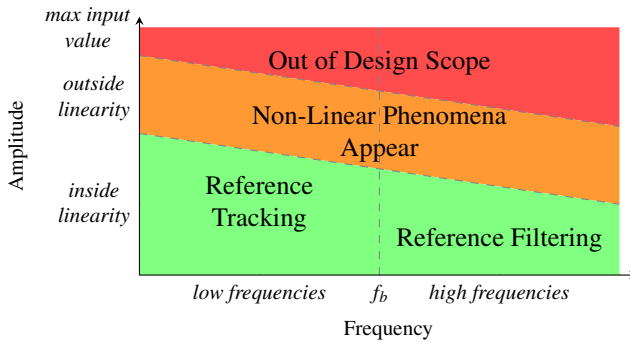 max input
value
Out of Design Scope
outside
linearity
Non-Linear Phenomena
Appear
Amplitude
inside
linearity
Reference
Tracking
Reference Filtering
low frequencies
f_b
high frequencies
Frequency